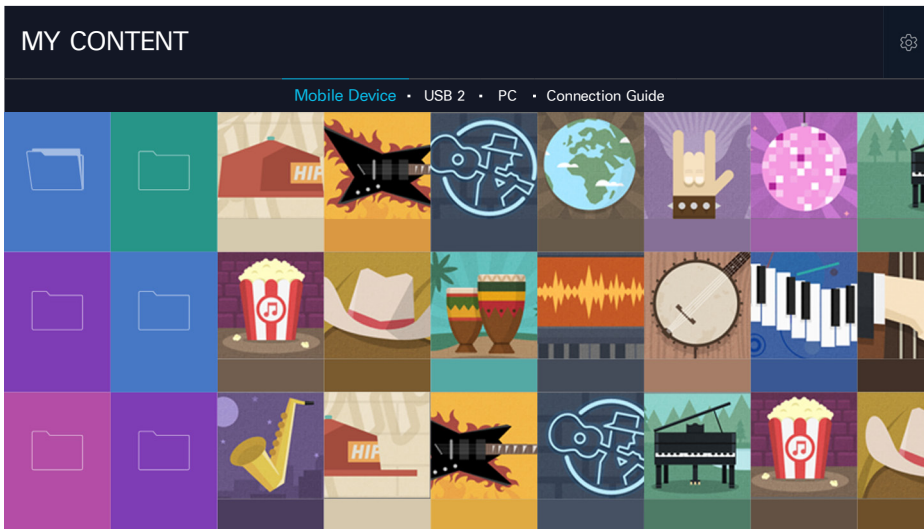 MY CONTENT
Mobile Device ▪ USB 2 ▪ PC ▪ Connection Guide
HIP
HIP